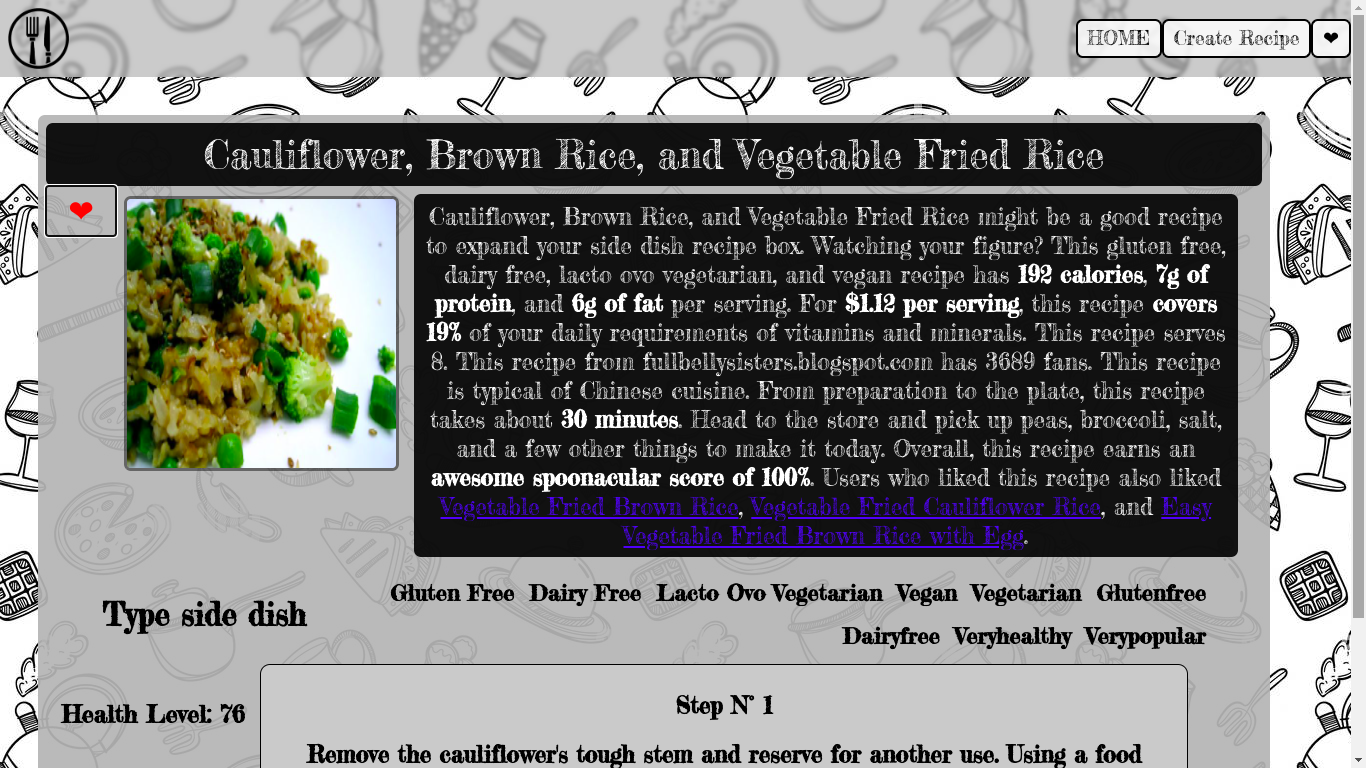 HOME Create Recipe ❤
Cauliflower, Brown Rice, and Vegetable Fried Rice
❤
Cauliflower, Brown Rice, and Vegetable Fried Rice might be a good recipe
to expand your side dish recipe box. Watching your figure? This gluten free,
dairy free, lacto ovo vegetarian, and vegan recipe has 192 calories, 7g of
protein, and 6g of fat per serving. For $1.12 per serving, this recipe covers
19% of your daily requirements of vitamins and minerals. This recipe serves
8. This recipe from fullbellysisters.blogspot.com has 3689 fans. This recipe
is typical of Chinese cuisine. From preparation to the plate, this recipe
takes about 30 minutes. Head to the store and pick up peas, broccoli, salt,
and a few other things to make it today. Overall, this recipe earns an
awesome spoonacular score of 100%. Users who liked this recipe also liked
Vegetable Fried Brown Rice, Vegetable Fried Cauliflower Rice, and Easy
Vegetable Fried Brown Rice with Egg.
Type side dish
Gluten Free Dairy Free Lacto Ovo Vegetarian Vegan Vegetarian Glutenfree
Dairyfree Veryhealthy Verypopular
Health Level: 76
Step N° 1
Remove the cauliflower's tough stem and reserve for another use. Using a food